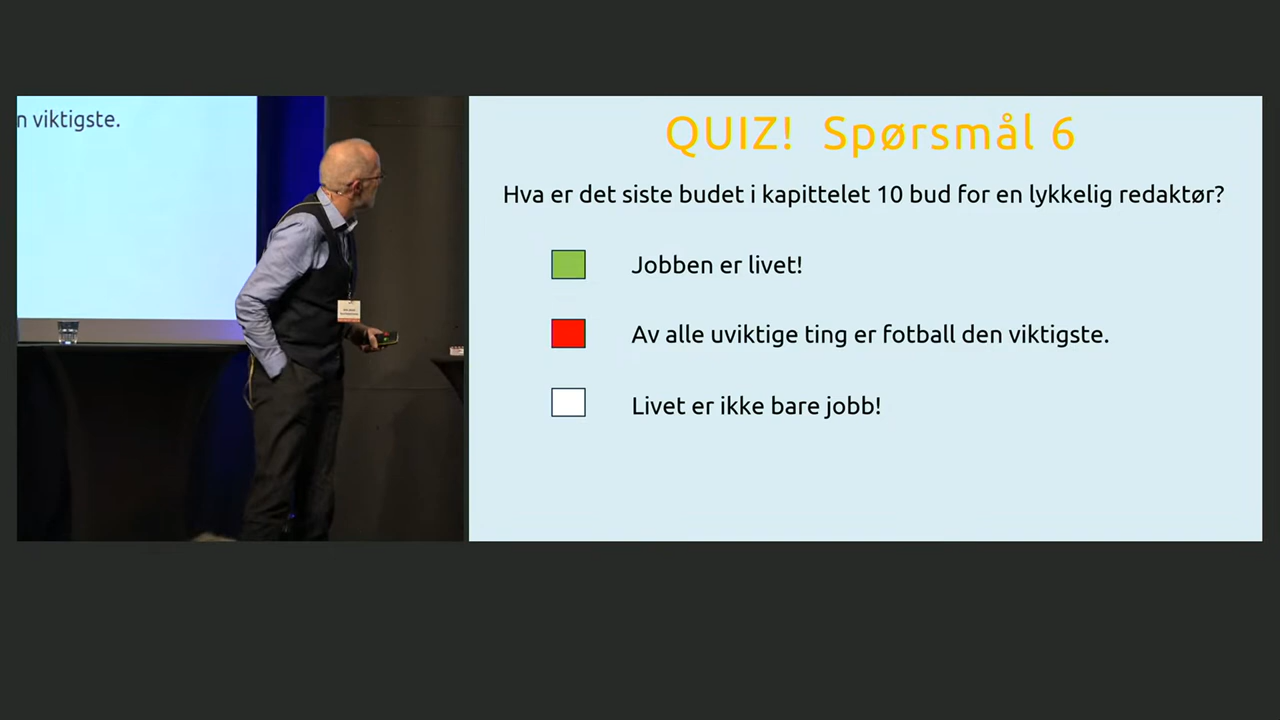 n viktigste.
QUIZ! Spørsmål 6
Hva er det siste budet i kapittelet 10 bud for en lykkelig redaktør?
Jobben er livet!
Av alle uviktige ting er fotball den viktigste.
Livet er ikke bare jobb!